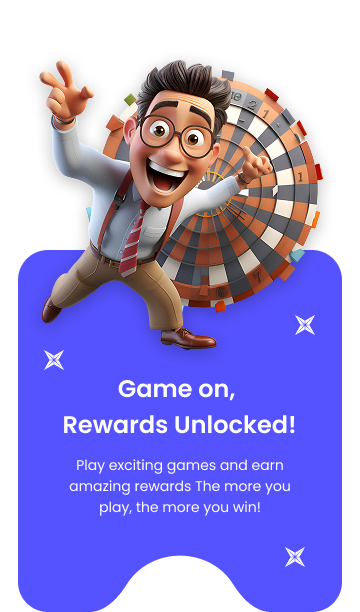 Game on,
Rewards Unlocked!
Play exciting games and earn
amazing rewards The more you
play, the more you win!